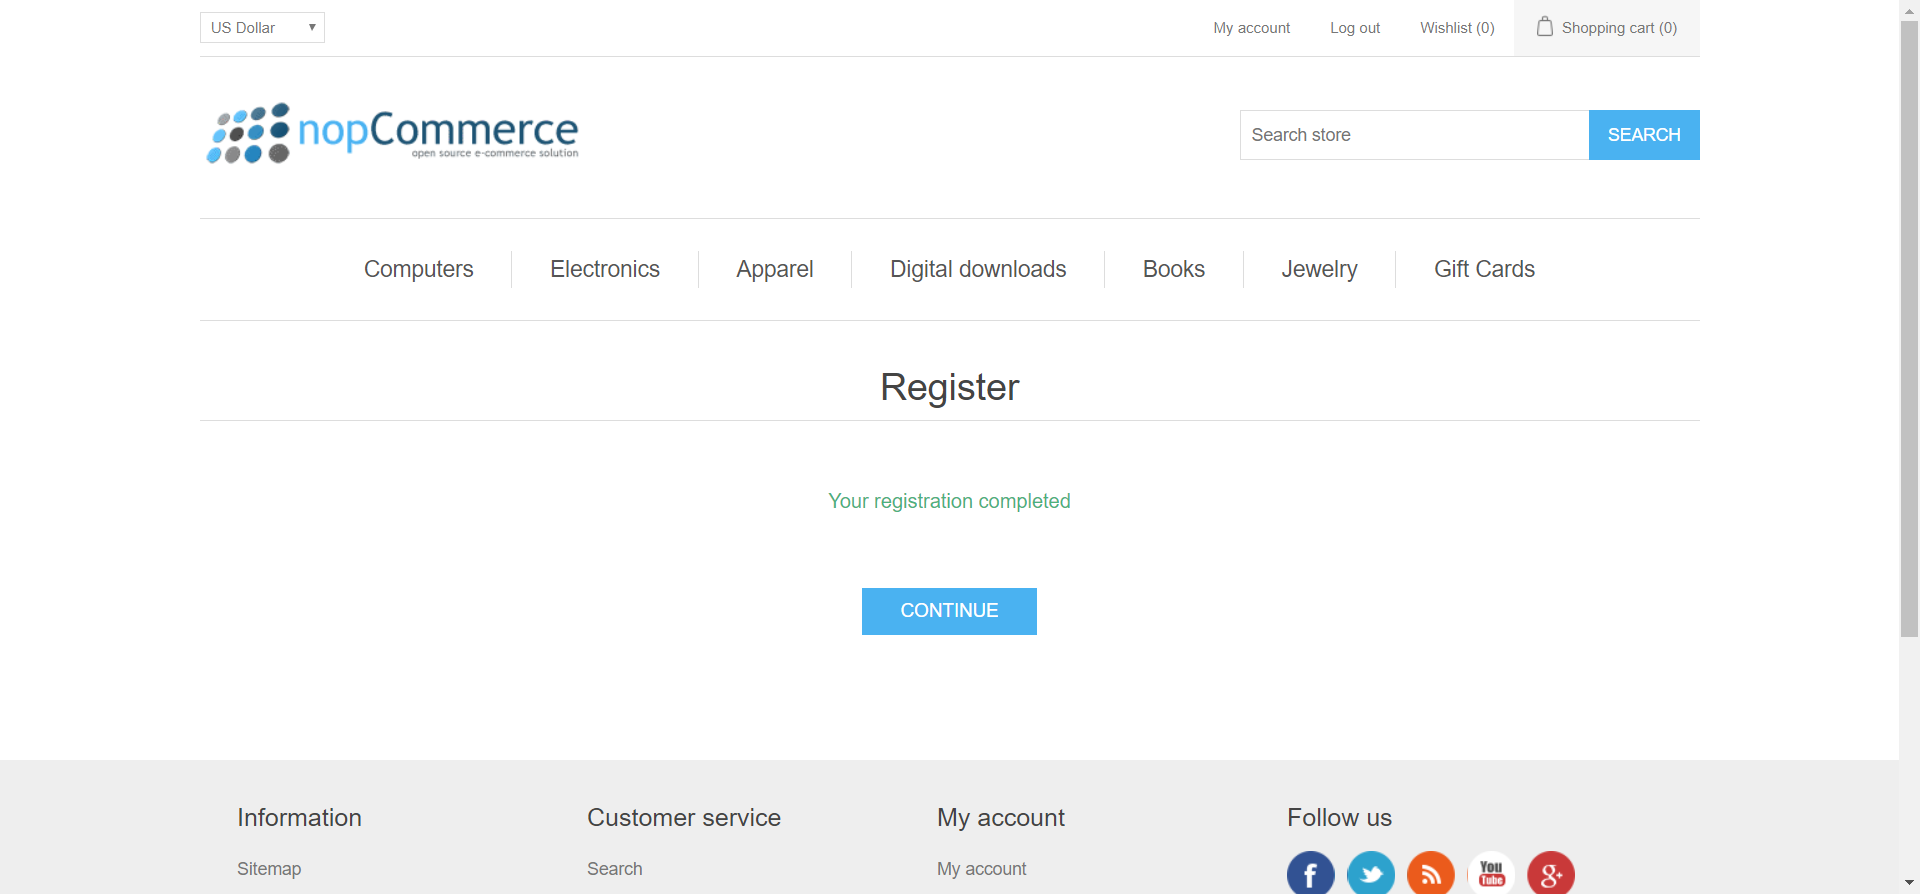 US Dollar
My account
Log out
Wishlist (0)
Shopping cart (0)
nopCommerce
open source e-commerce solution
Search store
SEARCH
Computers
Electronics
Apparel
Digital downloads
Books
Jewelry
Gift Cards
Register
Your registration completed
CONTINUE
Information
Customer service
My account
Follow us
Sitemap
Search
My account
f
You
Tube
g+